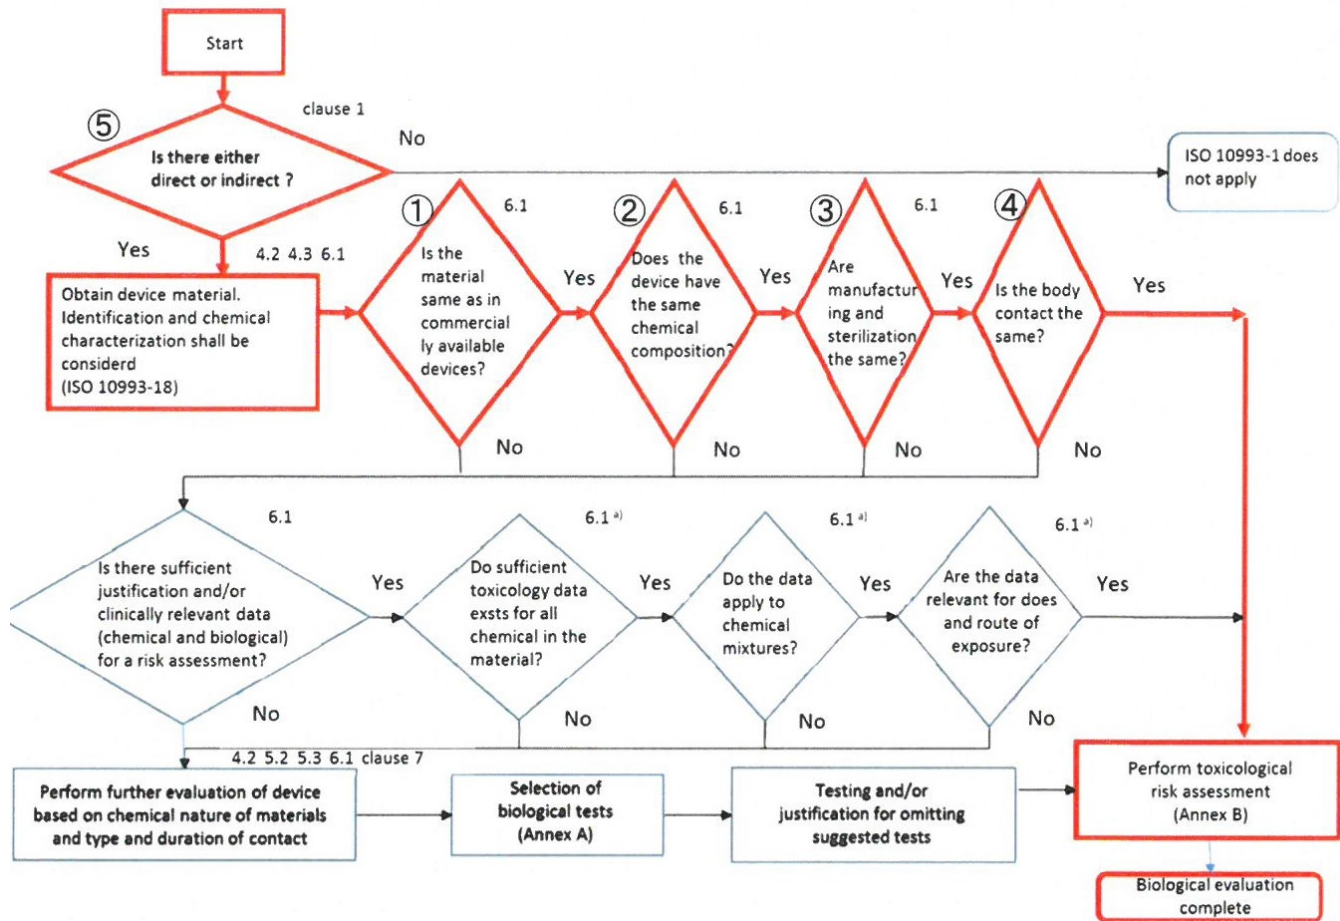 Start
clause 1
⑤
No
Is there either
direct or indirect ?
ISO 10993-1 does
not apply
Yes
4.2 4.3 6.1
Obtain device material.
Identification and chemical
characterization shall be
considerd
(ISO 10993-18)
①
6.1
Is the
material
same as in
commercial
ly available
devices?
Yes
No
②
6.1
Does the
device have
the same
chemical
composition?
Yes
No
③
6.1
Are
manufactur
ing and
sterilization
the same?
Yes
No
④
Is the body
contact the
same?
Yes
No
6.1
Is there sufficient
justification and/or
clinically relevant data
(chemical and biological)
for a risk assessment?
Yes
No
6.1 a)
Do sufficient
toxicology data
exsts for all
chemical in the
material?
Yes
No
6.1 a)
Do the data
apply to
chemical
mixtures?
Yes
No
6.1 a)
Are the data
relevant for does
and route of
exposure?
Yes
No
4.2 5.2 5.3 6.1 clause 7
Perform further evaluation of device
based on chemical nature of materials
and type and duration of contact
Selection of
biological tests
(Annex A)
Testing and/or
justification for omitting
suggested tests
Perform toxicological
risk assessment
(Annex B)
Biological evaluation
complete